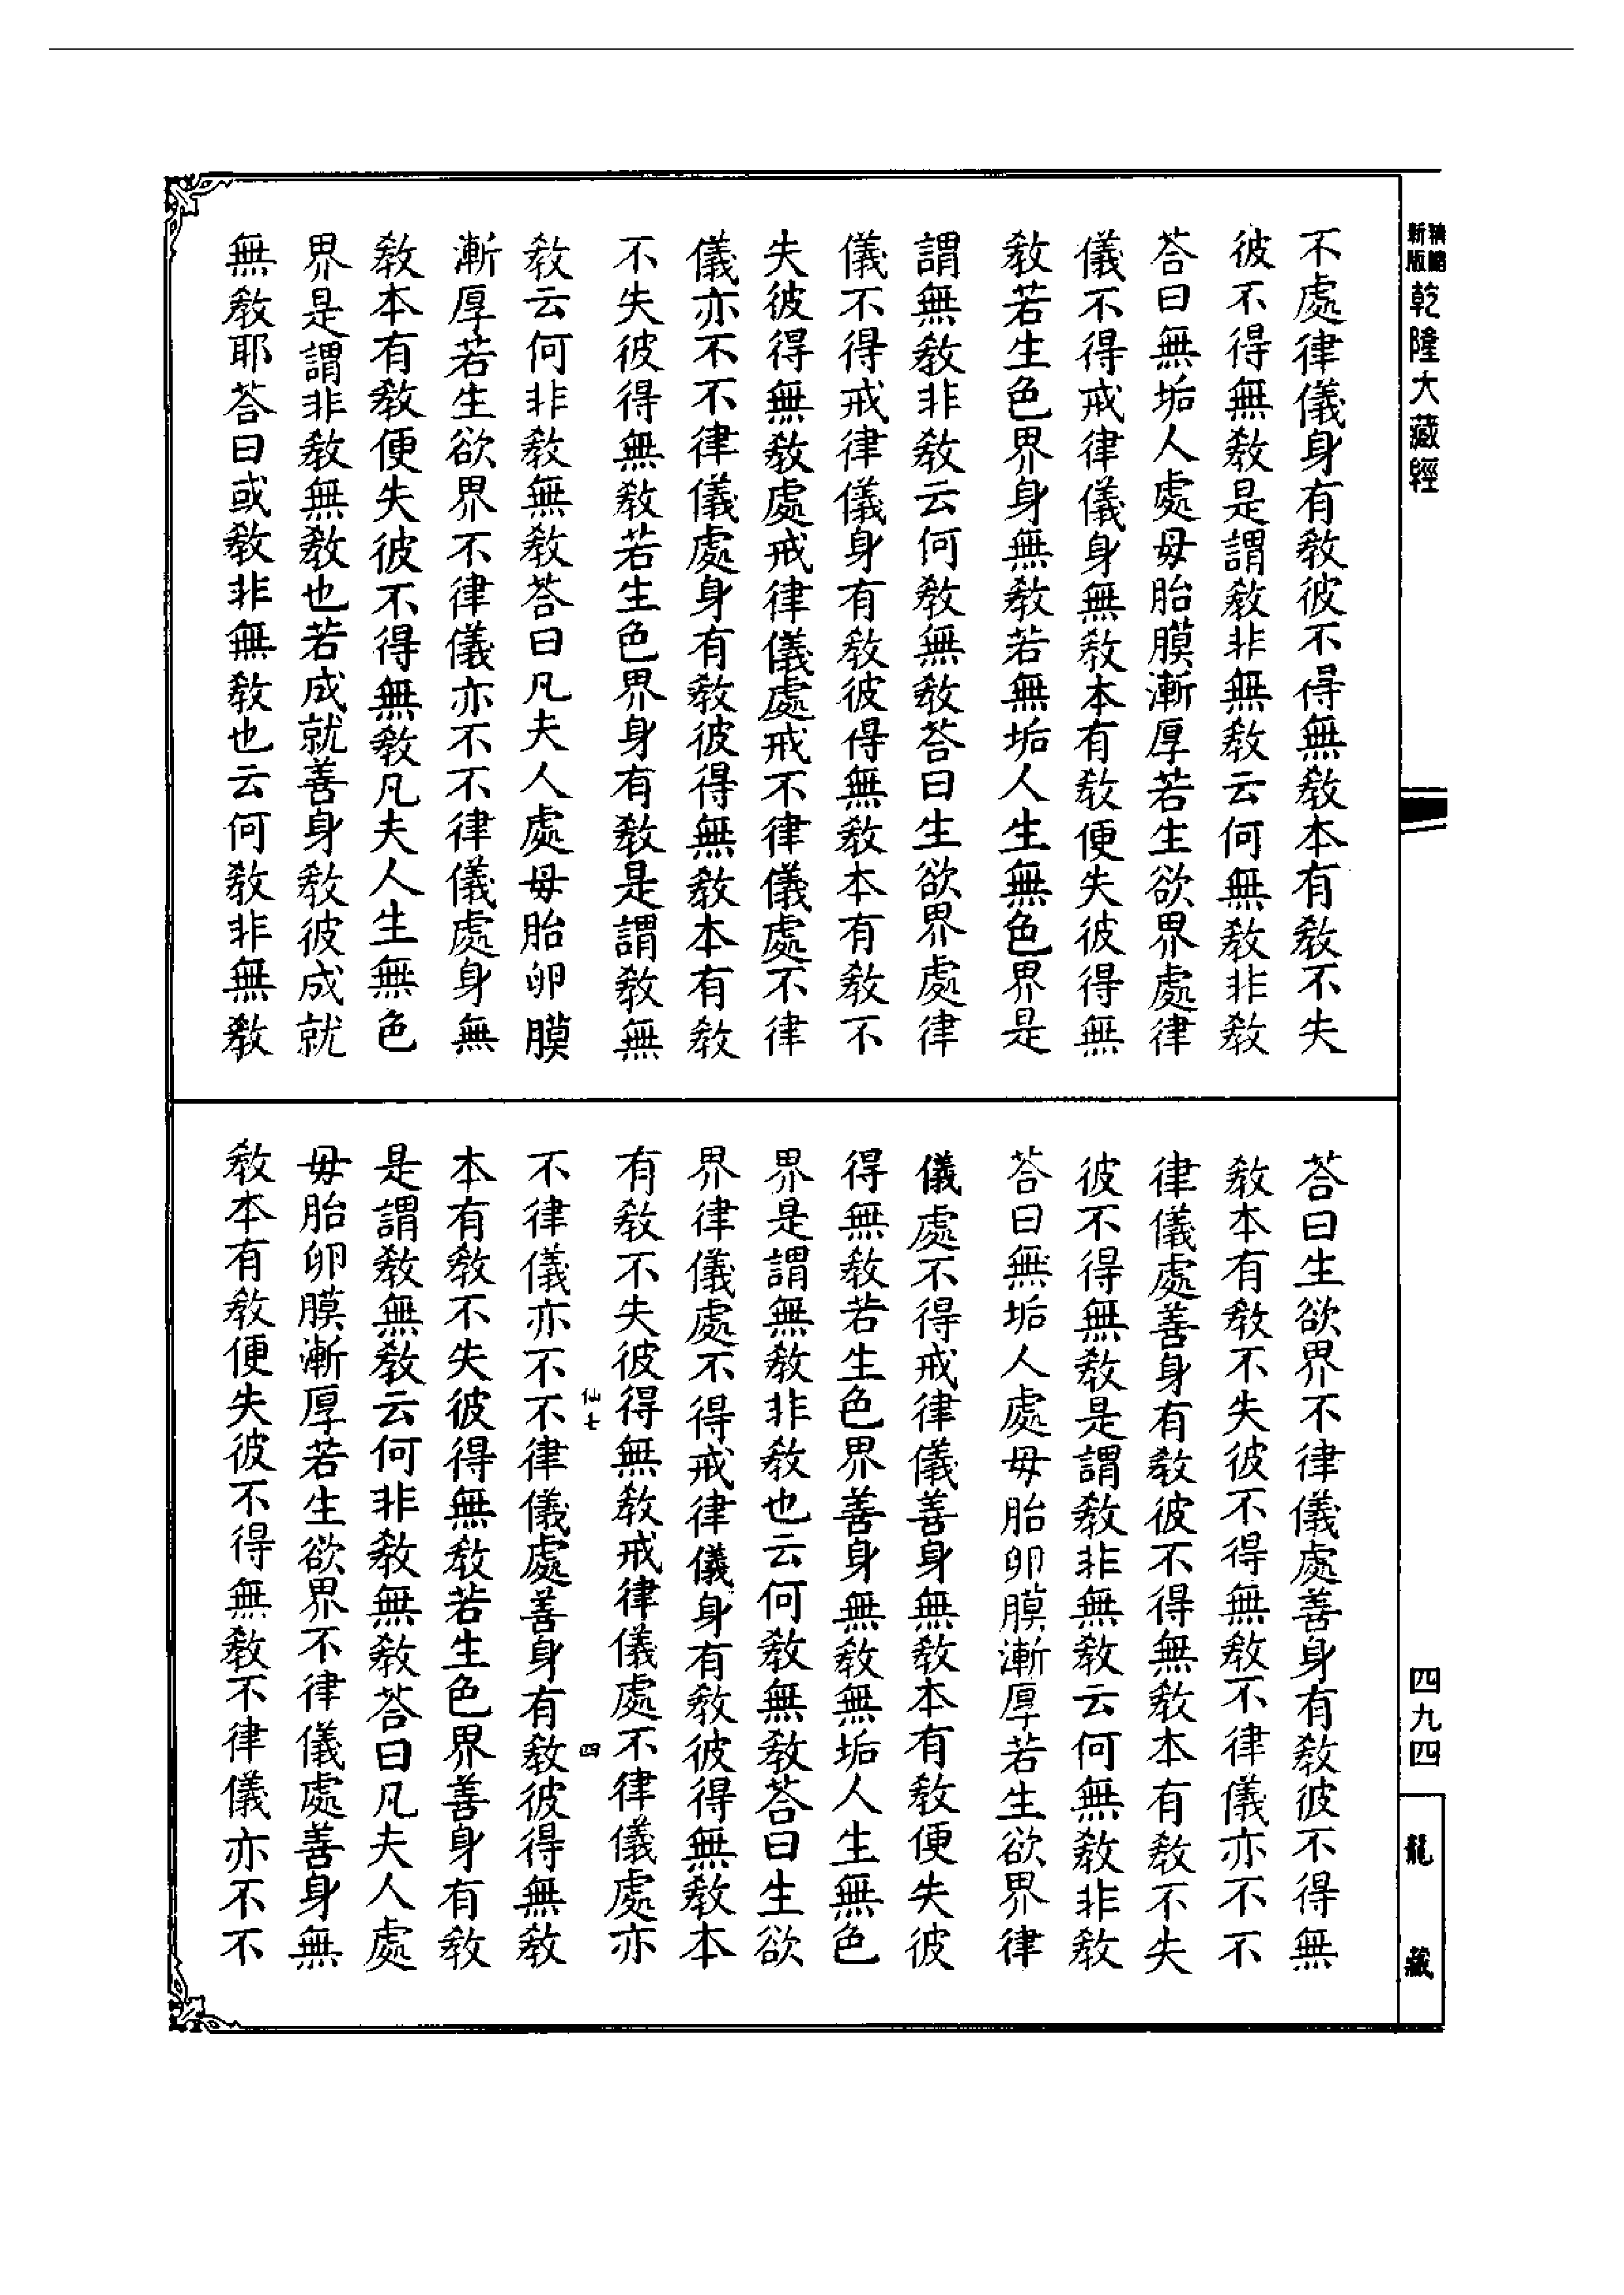 新版
精縮
乾隆大藏經
不處律儀身有教彼不得無教本有教不失
彼不得無教是謂教非無教云何無教非教
荅曰無垢人處毋胎膜漸厚若生欲界處律
儀不得戒律儀身無教本有教便失彼得無
教若生色界身無教若無垢人生無色界是
謂無教非教云何教無教荅曰生欲界處律
儀不得戒律儀身有教彼得無教本有教不
失彼得無教處戒律儀處戒不律儀處不律
儀亦不不律儀處身有教彼得無教本有教
不失彼得無教若生色界身有教是謂教無
教云何非教無教荅曰凡夫人處毋胎卵膜
漸厚若生欲界不律儀亦不不律儀處身無
教本有教便失彼不得無教凡夫人生無色
界是謂非教無教也若成就善身教彼成就
無教耶荅曰或教非無教也云何教非無教
荅曰生欲界不律儀處善身有教彼不得無
教本有教不失彼不得無教不律儀亦不不
律儀處善身有教彼不得無教本有教不失
彼不得無教是謂教非無教云何無教非教
荅曰無垢人處毋胎卵膜漸厚若生欲界律
儀處不得戒律儀善身無教本有教便失彼
得無教若生色界善身無教無垢人生無色
界是謂無教非教也云何教無教荅曰生欲
界律儀處不得戒律儀身有教彼得無教本
有教不失彼得無教戒律儀處不律儀處亦
仙七
四
不律儀亦不不律儀處善身有教彼得無教
本有教不失彼得無教若生色界善身有教
是謂教無教云何非教無教荅曰凡夫人處
毋胎卵膜漸厚若生欲界不律儀處善身無
教本有教便失彼不得無教不律儀亦不不
四九四
龍藏